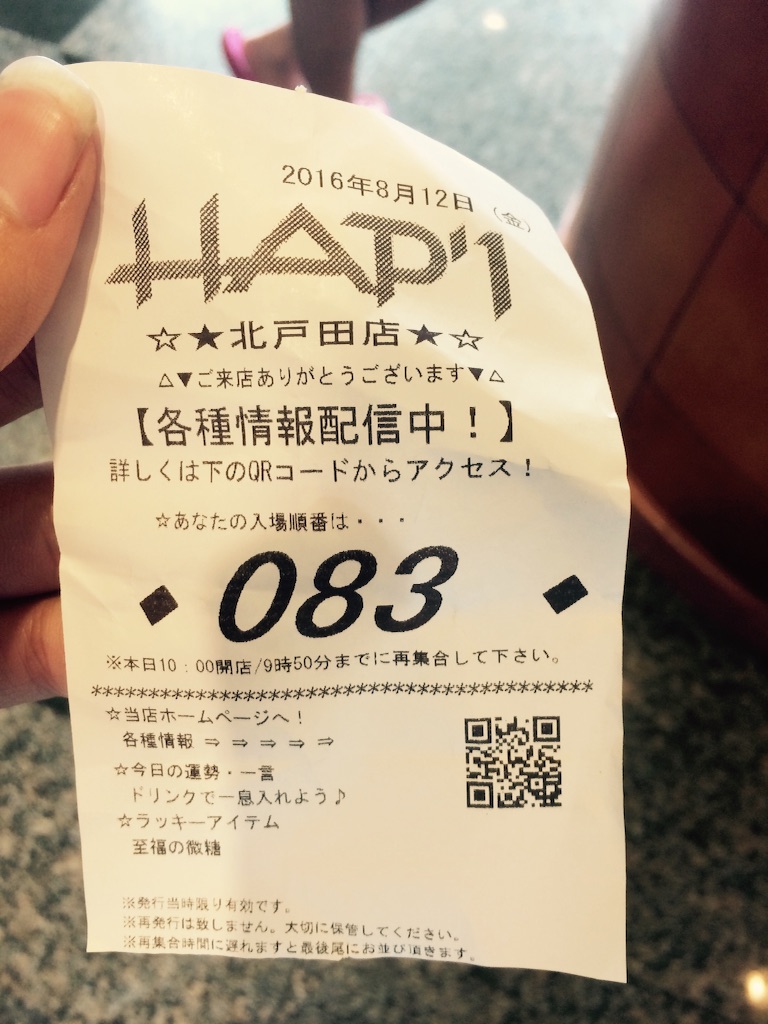 2016年8月12日（金）
HAP'1
☆★北戸田店★☆
△▼ご来店ありがとうございます▼△
【各種情報配信中！】
詳しくは下のQRコードからアクセス！
☆あなたの入場順番は・・・
◆ 083 ◆
※本日10：00開店/9時50分までに再集合して下さい。
********************************************
☆当店ホームページへ！
各種情報 ⇒ ⇒ ⇒ ⇒ ⇒
☆今日の運勢・一言
ドリンクで一息入れよう♪
☆ラッキーアイテム
至福の微糖
※発行当時限り有効です。
※再発行は致しません。大切に保管してください。
※再集合時間に遅れますと最後尾にお並び頂きます。